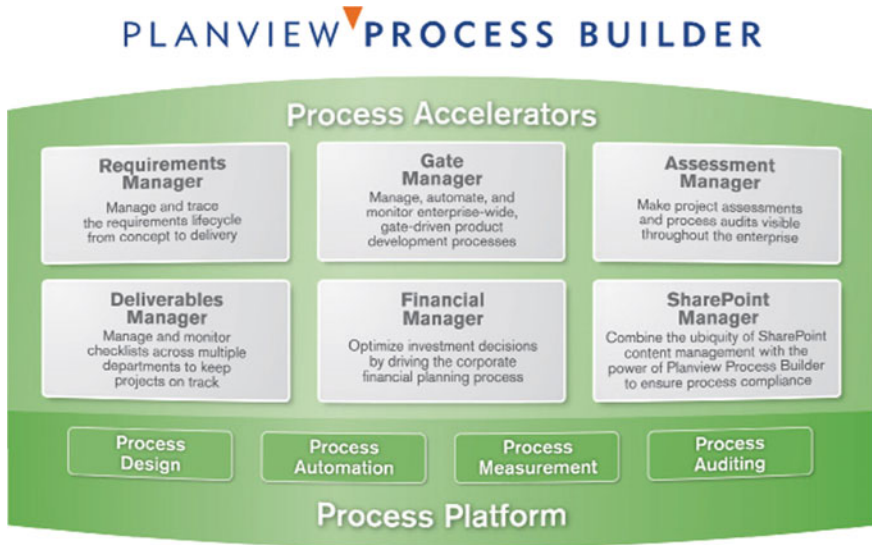 PLANVIEW PROCESS BUILDER
Process Accelerators
Requirements
Manager
Manage and trace
the requirements lifecycle
from concept to delivery
Gate
Manager
Manage, automate, and
monitor enterprise-wide,
gate-driven product
development processes
Assessment
Manager
Make project assessments
and process audits visible
throughout the enterprise
Deliverables
Manager
Manage and monitor
checklists across multiple
departments to keep
projects on track
Financial
Manager
Optimize investment decisions
by driving the corporate
financial planning process
SharePoint
Manager
Combine the ubiquity of SharePoint
content management with the
power of Planview Process Builder
to ensure process compliance
Process
Design
Process
Automation
Process
Measurement
Process
Auditing
Process Platform